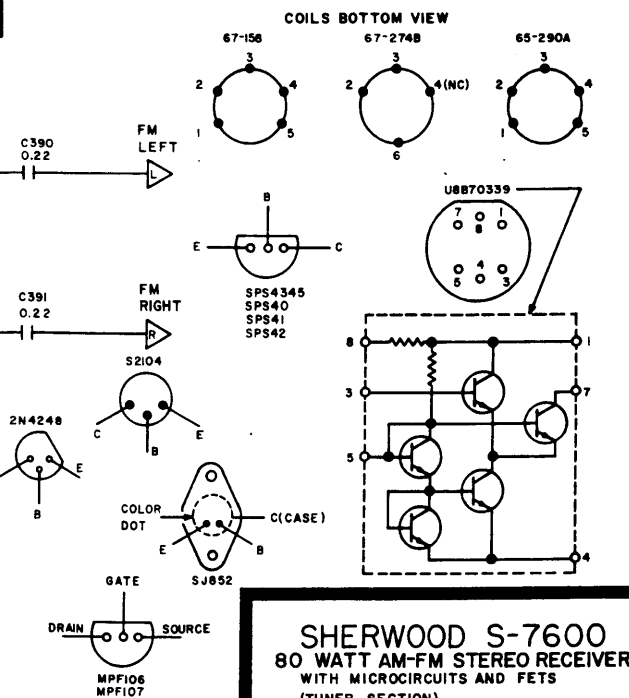 COILS BOTTOM VIEW
67-158
67-274B
65-290A
3
3
3
2
4
2
4(NC)
2
4
1
5
6
1
5
C390
0.22
FM
LEFT
L
U8B70339
7
8
1
5
4
3
B
E
C
SPS4345
SPS40
SPS41
SPS42
C391
0.22
FM
RIGHT
R
8
1
3
7
5
4
S2104
C
B
E
2N4248
E
B
COLOR
DOT
C(CASE)
E
B
SJ852
GATE
DRAIN
SOURCE
MPF106
MPF107
SHERWOOD S-7600
80 WATT AM-FM STEREO RECEIVER
WITH MICROCIRCUITS AND FETS
(TUNER SECTION)